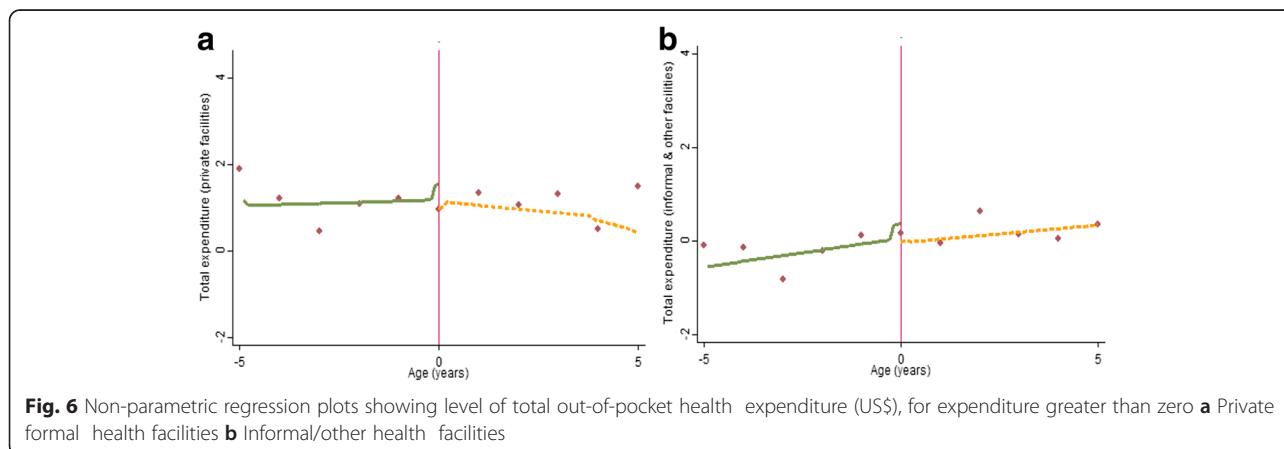 a
Total expenditure (private facilities)
4
2
0
-2
-5
0
5
Age (years)
b
Total expenditure (informal & other facilities)
4
2
0
-2
-5
0
5
Age (years)
Fig. 6 Non-parametric regression plots showing level of total out-of-pocket health expenditure (US$), for expenditure greater than zero a Private
formal health facilities b Informal/other health facilities